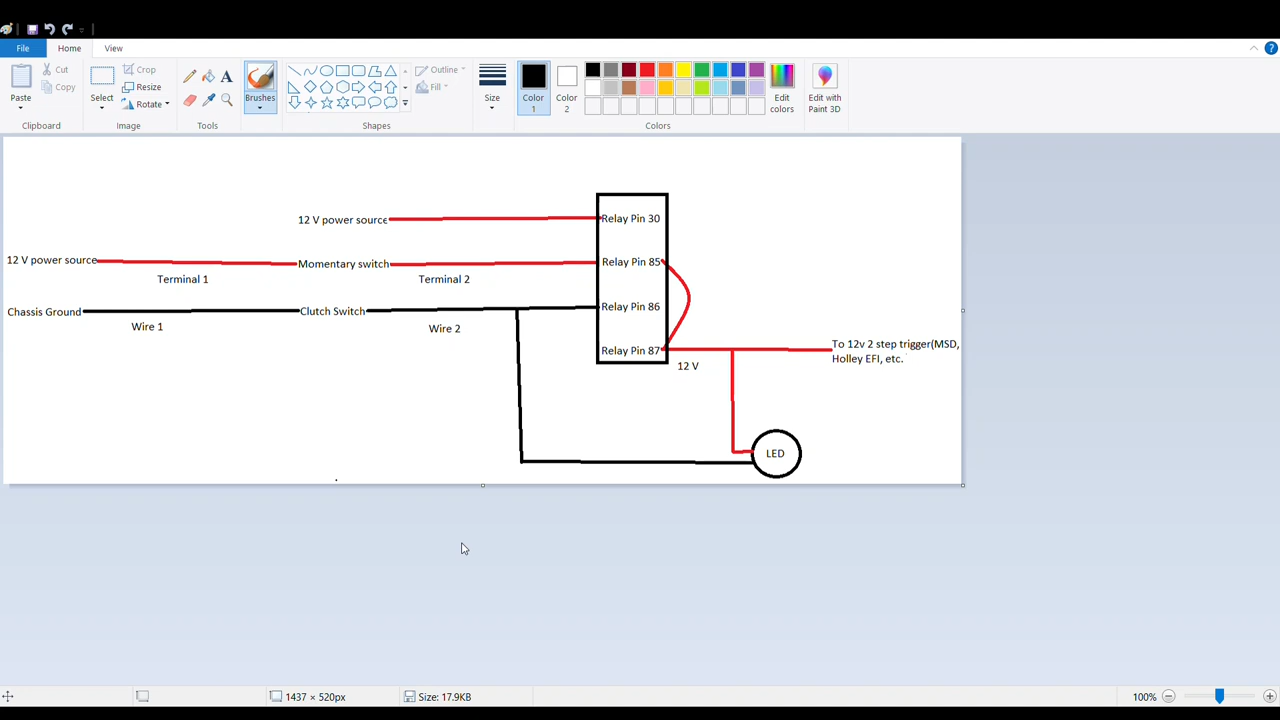 File
Home
View
Paste
Cut
Copy
Clipboard
Select
Crop
Resize
Rotate
Image
A
Tools
Brushes
Outline
Fill
Shapes
Size
Color
1
Color
2
Edit
colors
Edit with
Paint 3D
Colors
?
12 V power source
Relay Pin 30
12 V power source
Momentary switch
Relay Pin 85
Terminal 1
Terminal 2
Chassis Ground
Clutch Switch
Relay Pin 86
Wire 1
Wire 2
Relay Pin 87
12 V
To 12v 2 step trigger(MSD,
Holley EFI, etc.
LED
1437 × 520px
Size: 17.9KB
100%